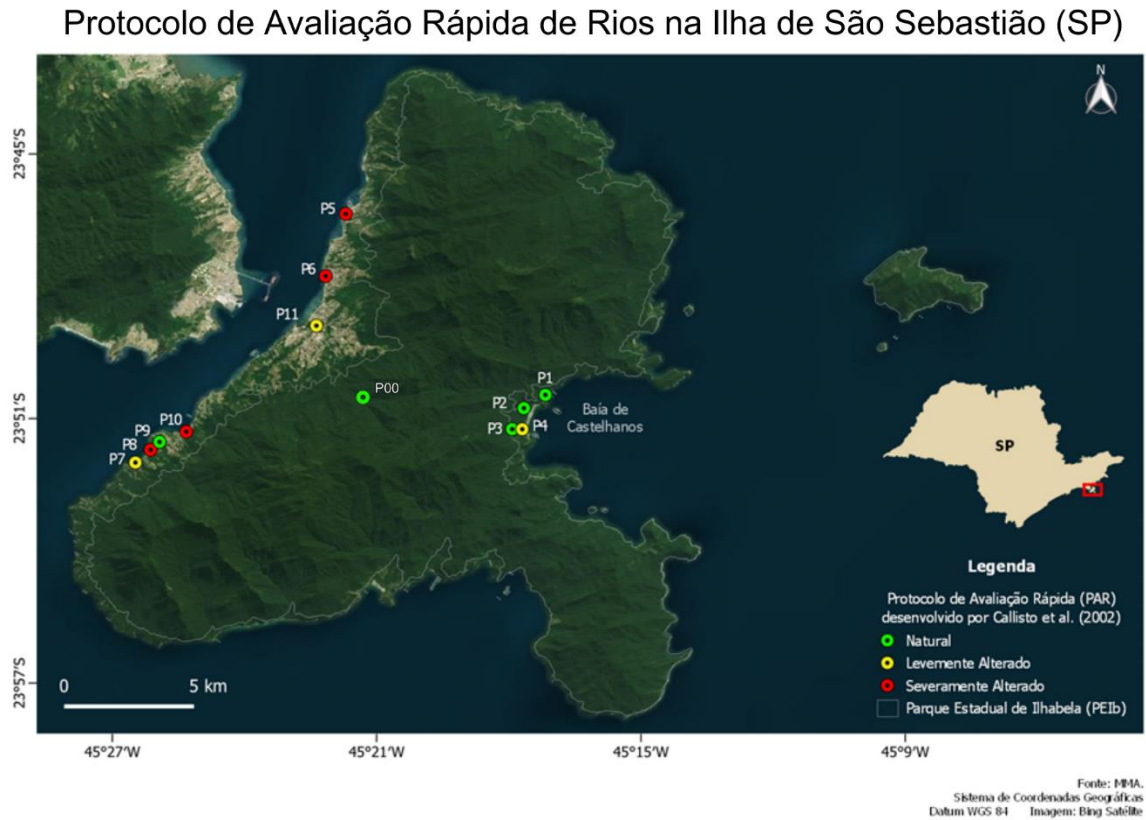 Protocolo de Avaliação Rápida de Rios na Ilha de São Sebastião (SP)
N
23°45'S
P5
P6
P11
P00
P1
P2
Baía de
Castelhanos
23°51'S
P10
P9
P3
P4
P8
P7
SP
Legenda
Protocolo de Avaliação Rápida (PAR)
desenvolvido por Callisto et al. (2002)
Natural
Levemente Alterado
Severamente Alterado
Parque Estadual de Ilhabela (PEIb)
23°57'S
0 5 km
45°27'W 45°21'W 45°15'W 45°9'W
Fonte: MMA.
Sistema de Coordenadas Geográficas
Datum WGS 84 Imagem: Bing Satélite